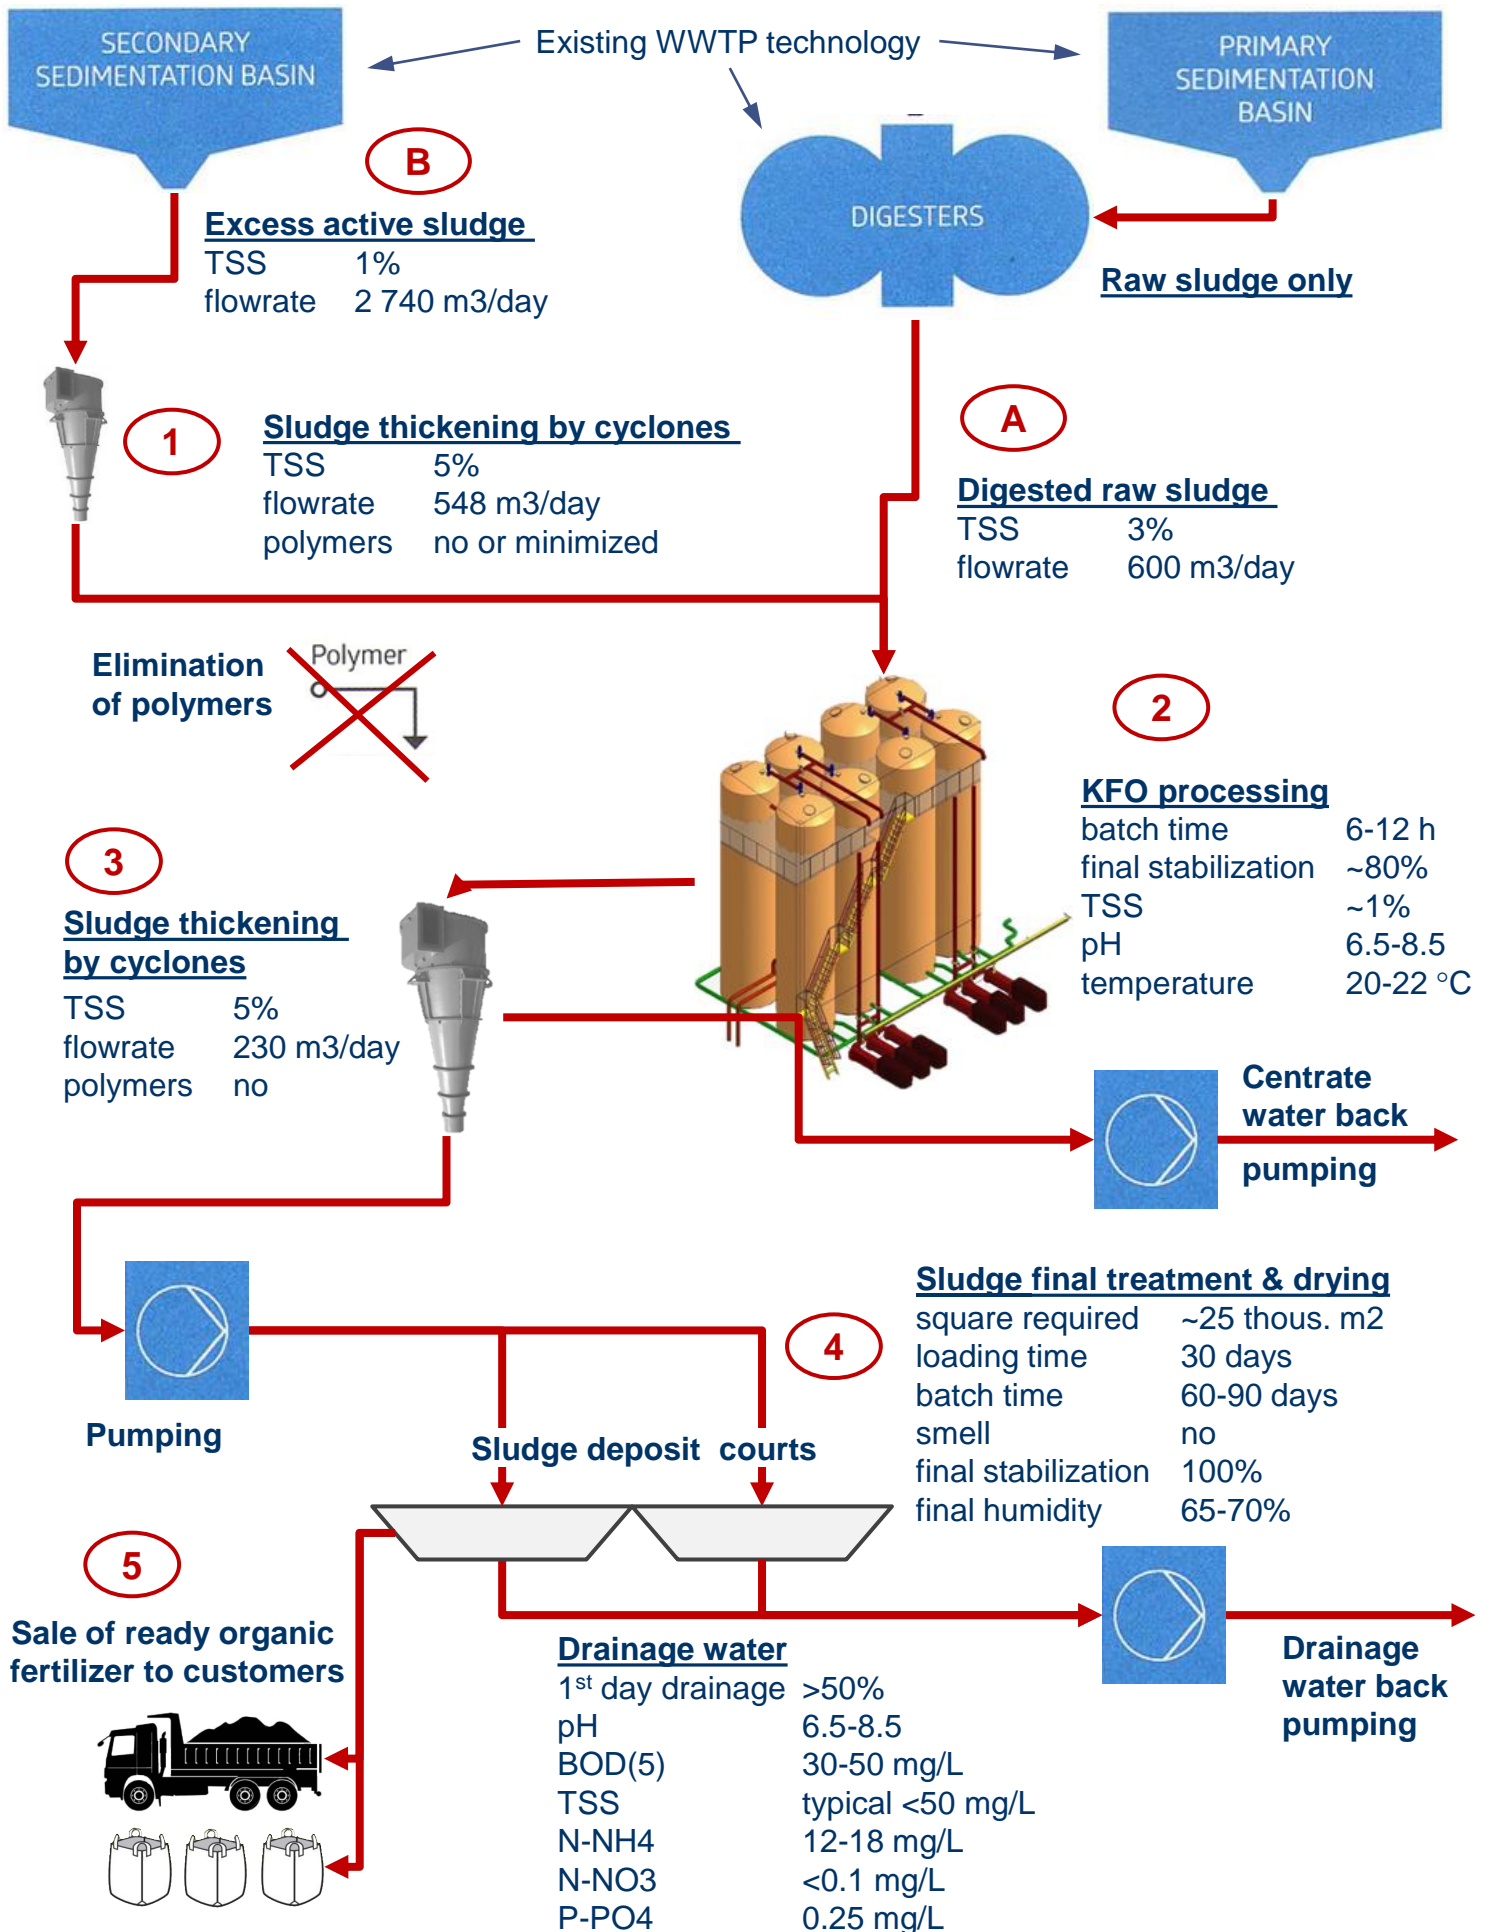 SECONDARY
SEDIMENTATION BASIN
Existing WWTP technology
PRIMARY
SEDIMENTATION
BASIN
B
Excess active sludge
TSS 1%
flowrate 2 740 m3/day
DIGESTERS
Raw sludge only
1
Sludge thickening by cyclones
TSS 5%
flowrate 548 m3/day
polymers no or minimized
A
Digested raw sludge
TSS 3%
flowrate 600 m3/day
Elimination
of polymers
Polymer
2
KFO processing
batch time 6-12 h
final stabilization ~80%
TSS ~1%
pH 6.5-8.5
temperature 20-22 °C
3
Sludge thickening
by cyclones
TSS 5%
flowrate 230 m3/day
polymers no
Centrate
water back
pumping
Pumping
4
Sludge final treatment & drying
square required ~25 thous. m2
loading time 30 days
batch time 60-90 days
smell no
final stabilization 100%
final humidity 65-70%
Sludge deposit courts
5
Sale of ready organic
fertilizer to customers
Drainage water
1st day drainage >50%
pH 6.5-8.5
BOD(5) 30-50 mg/L
TSS typical <50 mg/L
N-NH4 12-18 mg/L
N-NO3 <0.1 mg/L
P-PO4 0.25 mg/L
Drainage
water back
pumping